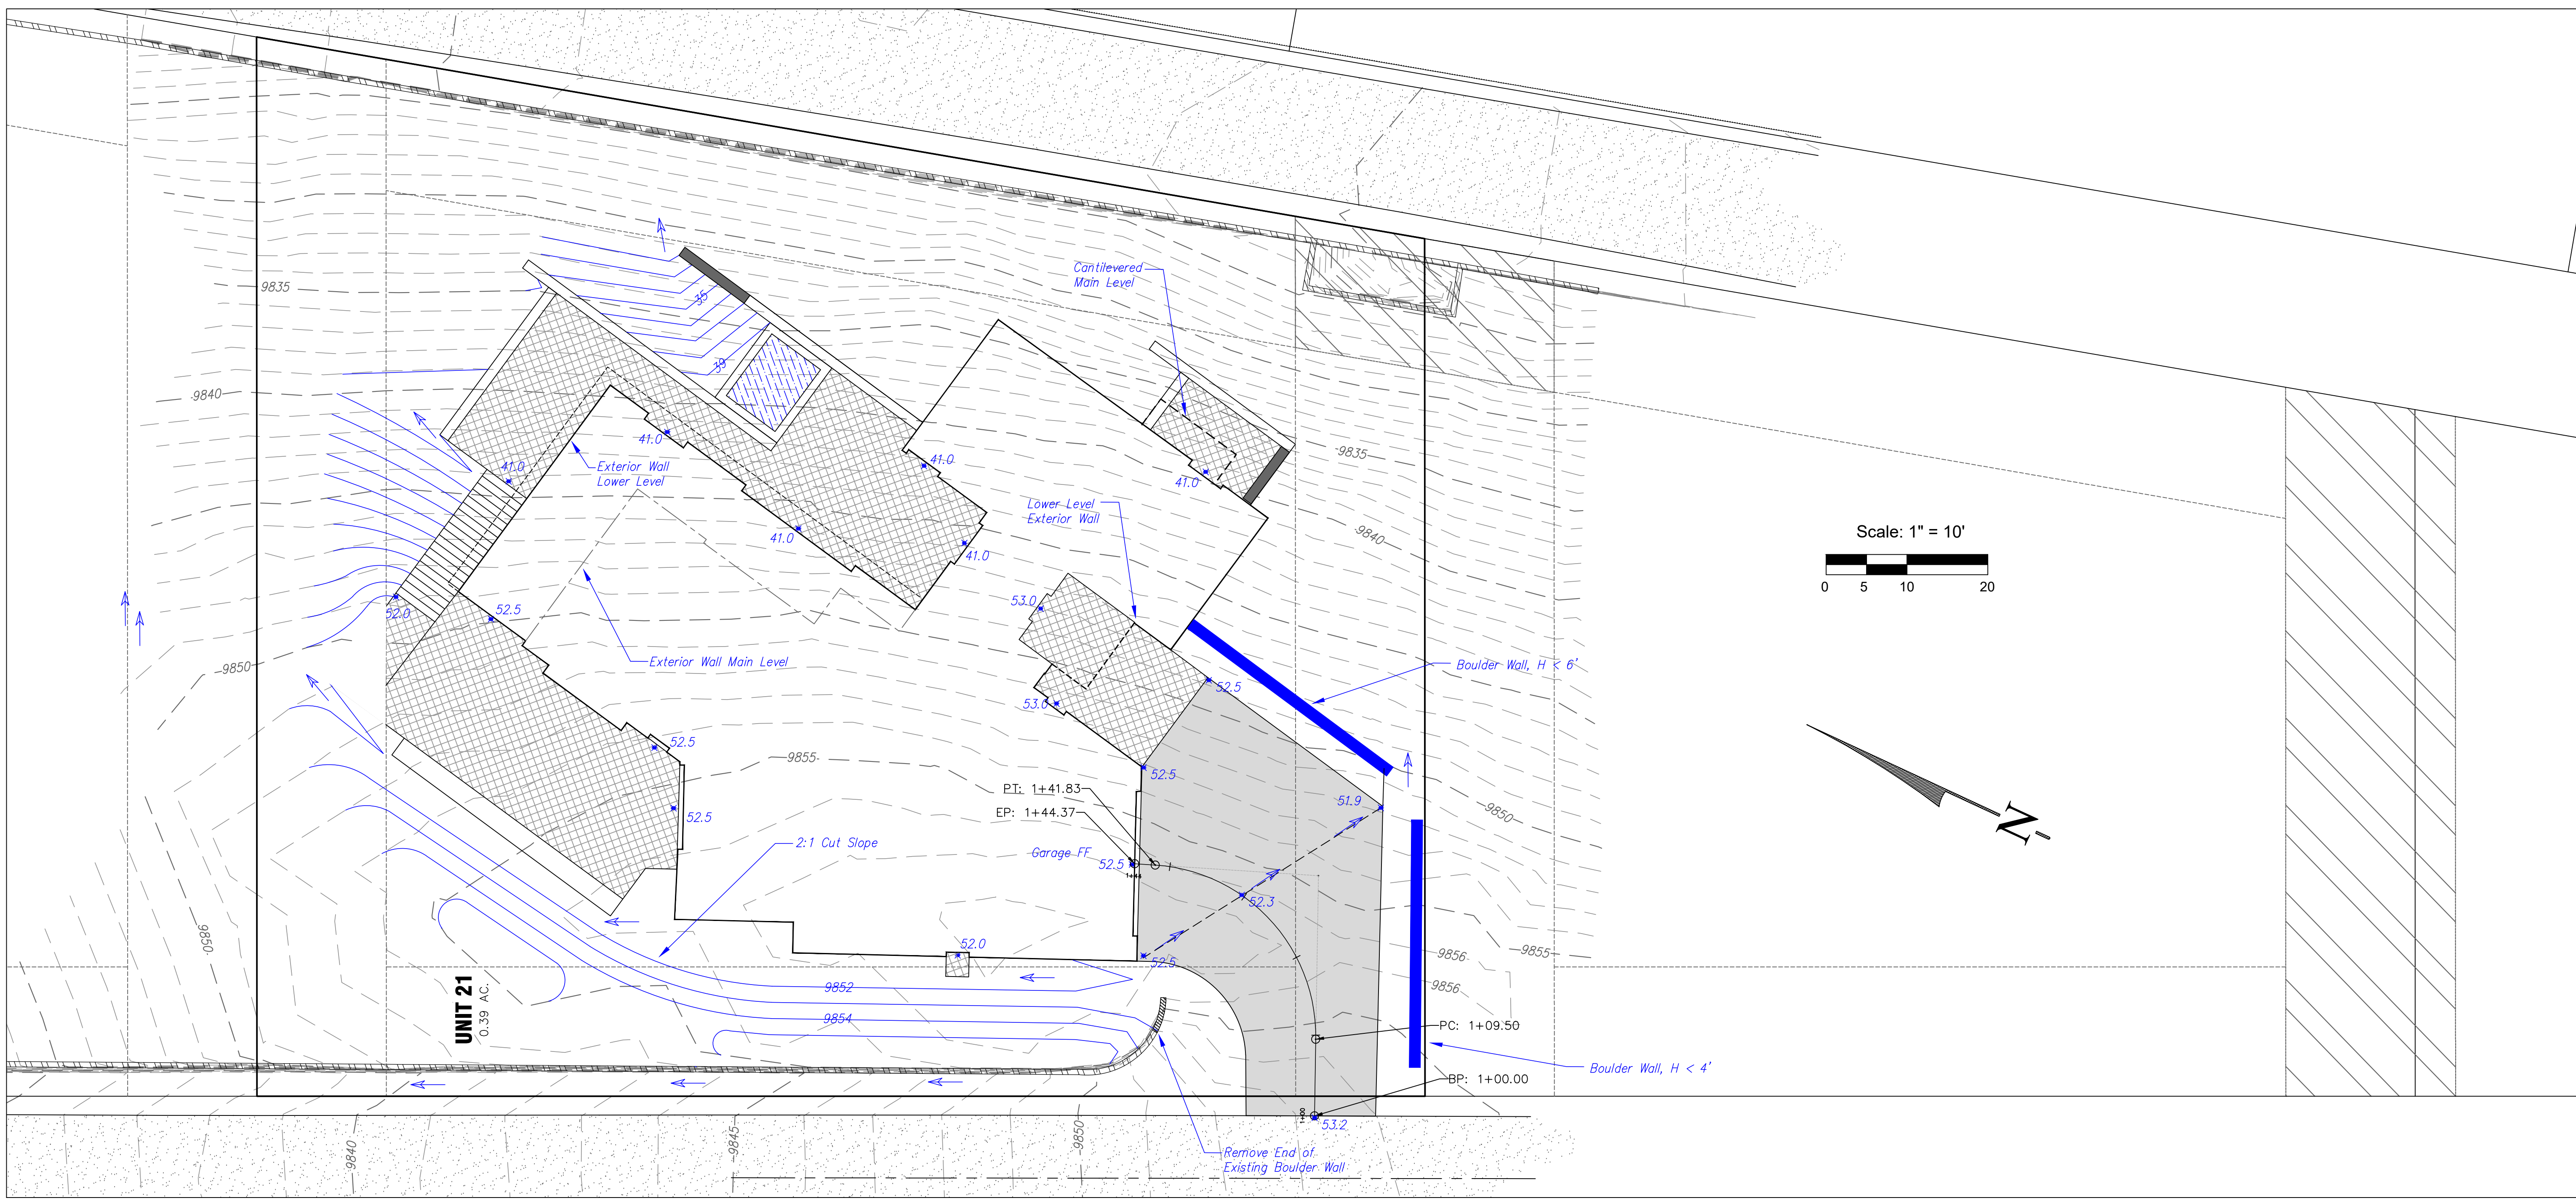 9835
35
39
Cantilevered
Main Level
9840
41.0
41.0
41.0
Exterior Wall
Lower Level
41.0
9835
41.0
Lower Level
Exterior Wall
9840
41.0
Scale: 1" = 10'
0 5 10 20
52.0
52.5
53.0
9850
Exterior Wall Main Level
Boulder Wall, H < 6'
52.5
53.0
52.5
9855
52.5
PT: 1+41.83
EP: 1+44.37
51.9
9850
52.5
2:1 Cut Slope
Garage FF
52.5
1+44
52.3
N
9850
52.0
52.5
9856
9855
9856
UNIT 21
0.39 AC.
9852
9854
PC: 1+09.50
Boulder Wall, H < 4'
BP: 1+00.00
53.2
9840
9845
9850
Remove End of
Existing Boulder Wall